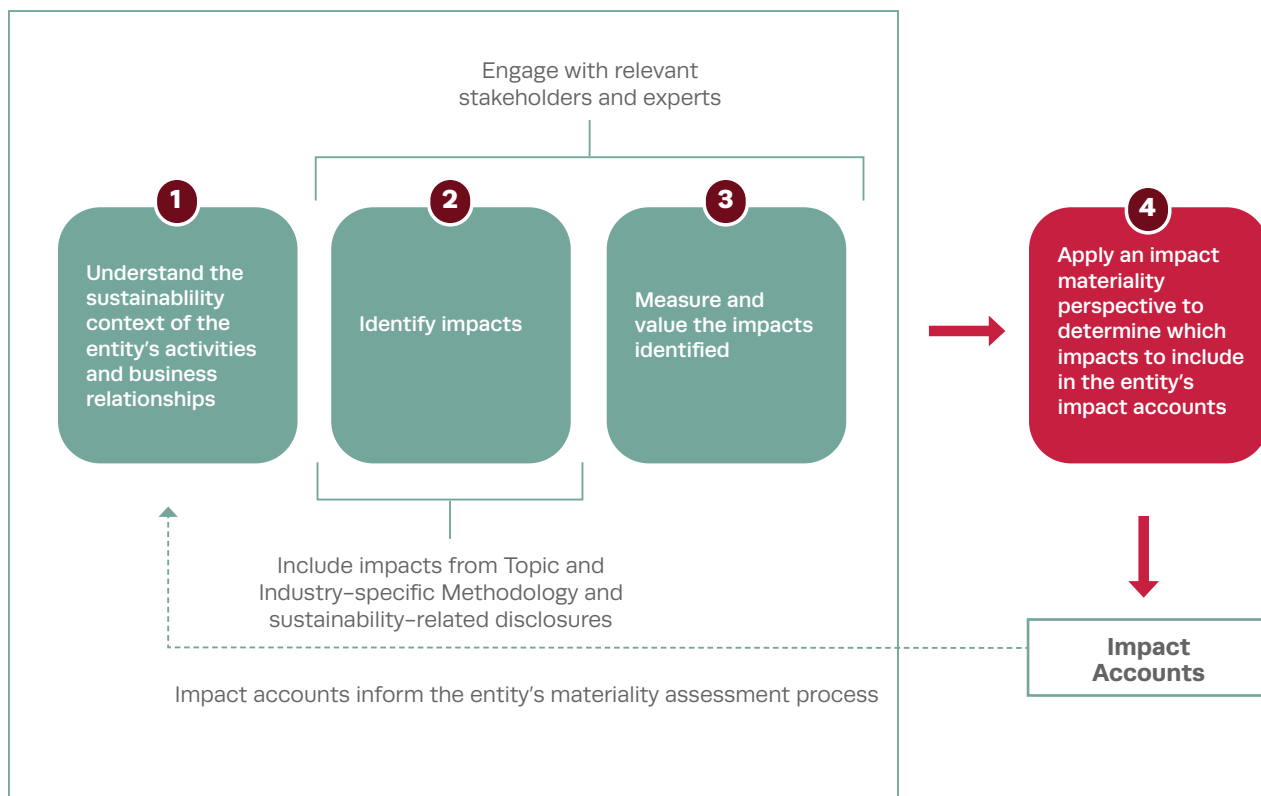 Engage with relevant
stakeholders and experts
1
Understand the
sustainablility
context of the
entity's activities
and business
relationships
2
Identify impacts
3
Measure and
value the impacts
identified
4
Apply an impact
materiality
perspective to
determine which
impacts to include
in the entity's
impact accounts
Include impacts from Topic and
Industry-specific Methodology and
sustainability-related disclosures
Impact
Accounts
Impact accounts inform the entity's materiality assessment process